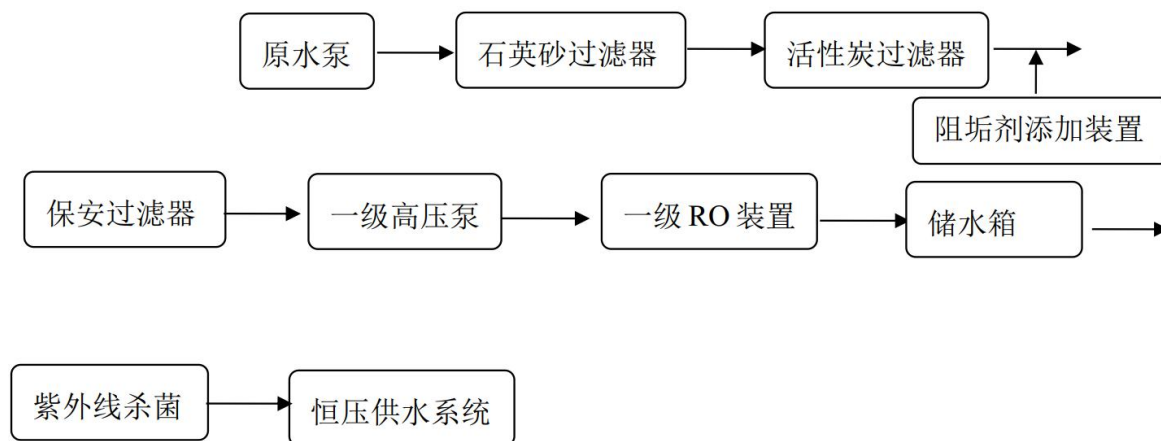 原水泵
石英砂过滤器
活性炭过滤器
阻垢剂添加装置
保安过滤器
一级高压泵
一级 RO 装置
储水箱
紫外线杀菌
恒压供水系统